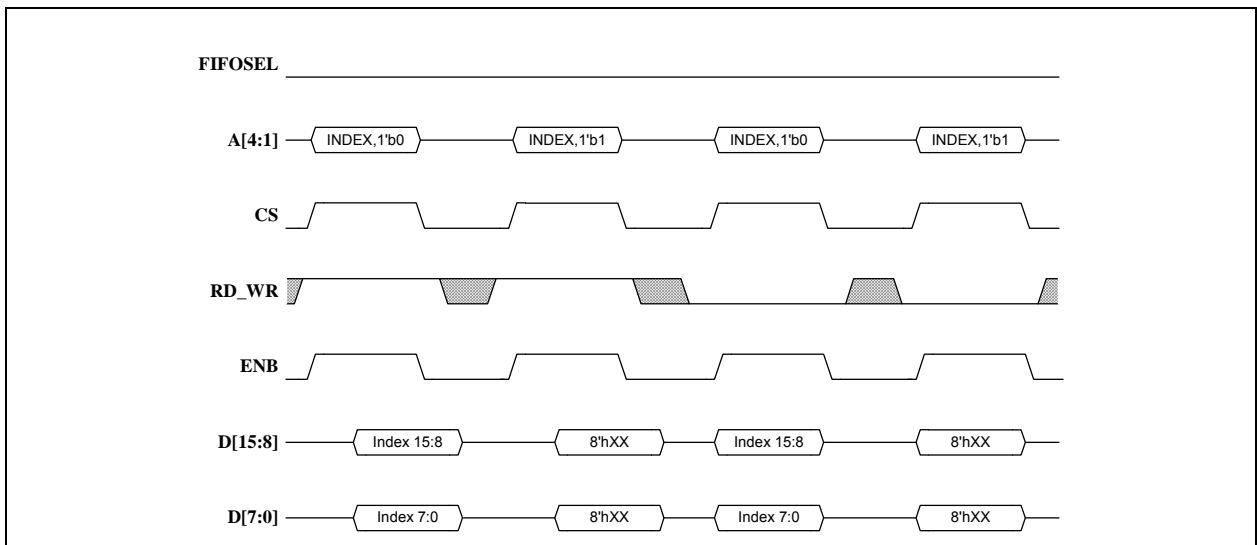 FIFOSEL
A[4:1] INDEX,1'b0 INDEX,1'b1 INDEX,1'b0 INDEX,1'b1
CS
RD_WR
ENB
D[15:8] Index 15:8 8'hXX Index 15:8 8'hXX
D[7:0] Index 7:0 8'hXX Index 7:0 8'hXX